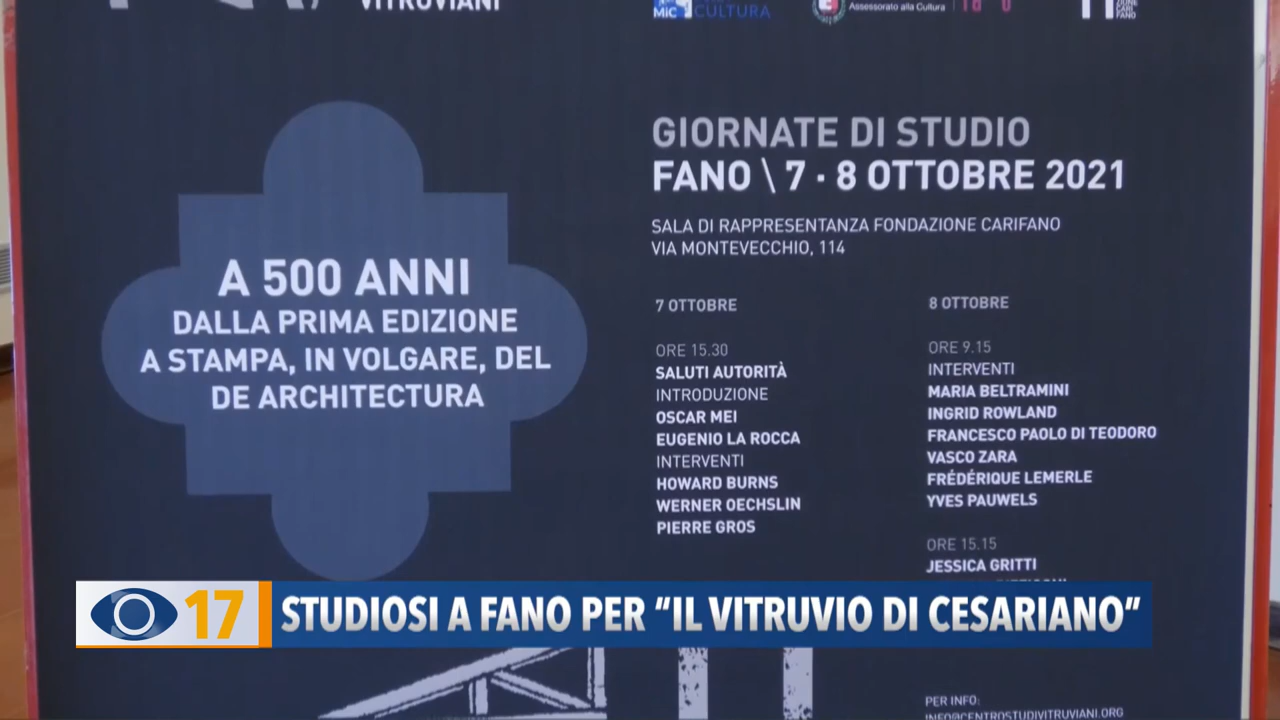 VITRUVIANI
MiC
CULTURA
Assessorato alla Cultura
A 500 ANNI
DALLA PRIMA EDIZIONE
A STAMPA, IN VOLGARE, DEL
DE ARCHITECTURA
GIORNATE DI STUDIO
FANO \ 7 · 8 OTTOBRE 2021
SALA DI RAPPRESENTANZA FONDAZIONE CARIFANO
VIA MONTEVECCHIO, 114
7 OTTOBRE
ORE 15.30
SALUTI AUTORITÀ
INTRODUZIONE
OSCAR MEI
EUGENIO LA ROCCA
INTERVENTI
HOWARD BURNS
WERNER OECHSLIN
PIERRE GROS
8 OTTOBRE
ORE 9.15
INTERVENTI
MARIA BELTRAMINI
INGRID ROWLAND
FRANCESCO PAOLO DI TEODORO
VASCO ZARA
FRÉDÉRIQUE LEMERLE
YVES PAUWELS
ORE 15.15
JESSICA GRITTI
17
STUDIOSI A FANO PER “IL VITRUVIO DI CESARIANO”
PER INFO:
INFO@CENTROSTUDIVITRUVIANI.ORG